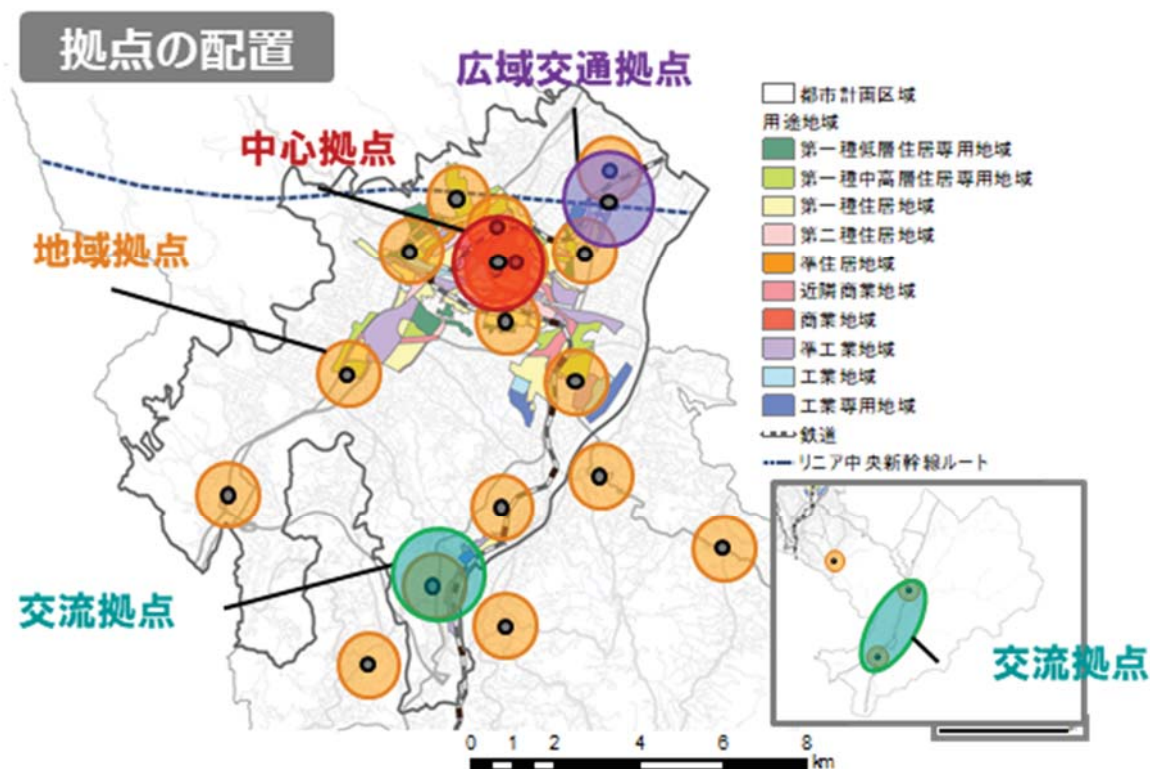 拠点の配置
広域交通拠点
中心拠点
地域拠点
交流拠点
都市計画区域
用途地域
第一種低層住居専用地域
第一種中高層住居専用地域
第一種住居地域
第二種住居地域
準住居地域
近隣商業地域
商業地域
準工業地域
工業地域
工業専用地域
鉄道
リニア中央新幹線ルート
交流拠点
0 1 2 4 6 8
km